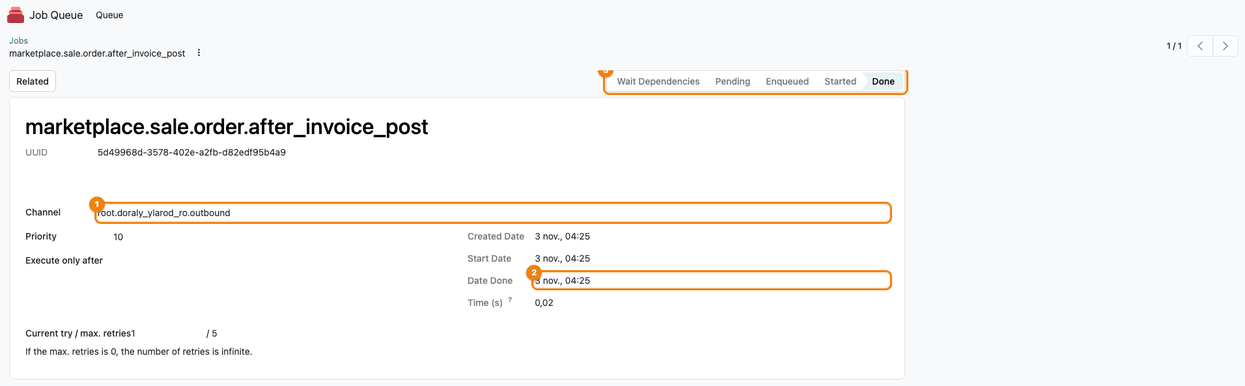 Job Queue Queue
Jobs
marketplace.sale.order.after_invoice_post
1 / 1
Related
3 Wait Dependencies Pending Enqueued Started Done
marketplace.sale.order.after_invoice_post
UUID 5d49968d-3578-402e-a2fb-d82edf95b4a9
1
Channel root.doraly_ylarod_ro.outbound
Priority 10 Created Date 3 nov., 04:25
Execute only after Start Date 3 nov., 04:25
2
Date Done 3 nov., 04:25
Time (s) ? 0,02
Current try / max. retries1 / 5
If the max. retries is 0, the number of retries is infinite.